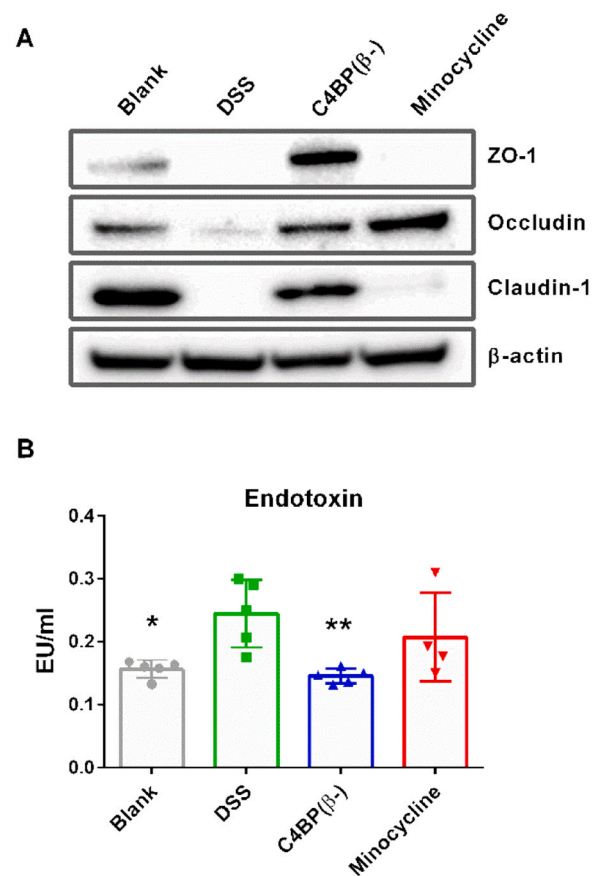 A
Blank
DSS
C4BP(β-)
Minocycline
ZO-1
Occludin
Claudin-1
β-actin
B
Endotoxin
EU/ml
0.4
0.3
0.2
0.1
0.0
*
**
Blank
DSS
C4BP(β-)
Minocycline